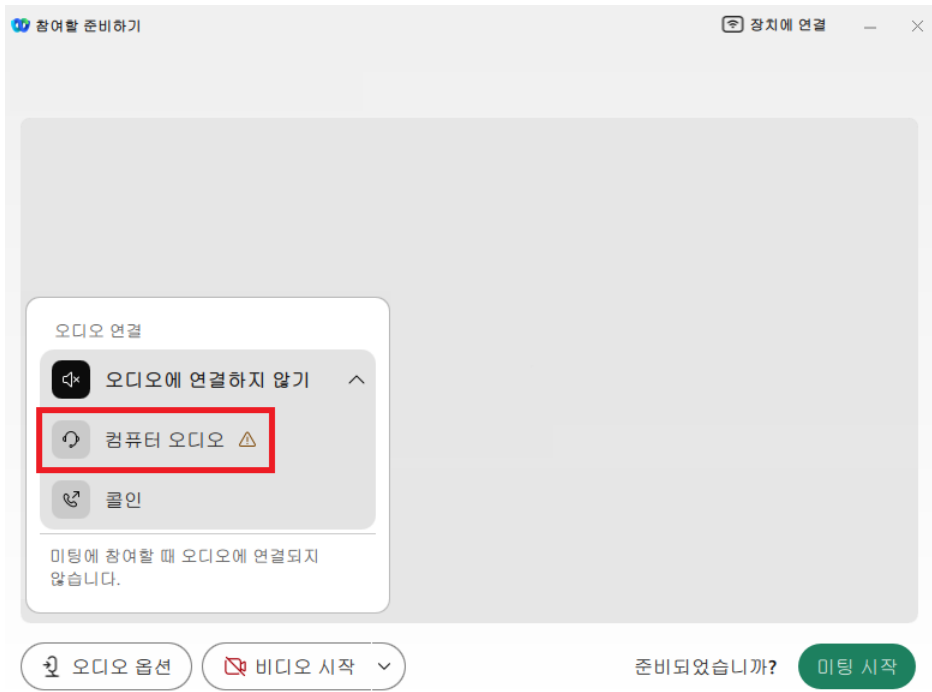 참여할 준비하기
장치에 연결
오디오 연결
오디오에 연결하지 않기
컴퓨터 오디오
콜인
미팅에 참여할 때 오디오에 연결되지
않습니다.
오디오 옵션
비디오 시작
준비되었습니까?
미팅 시작